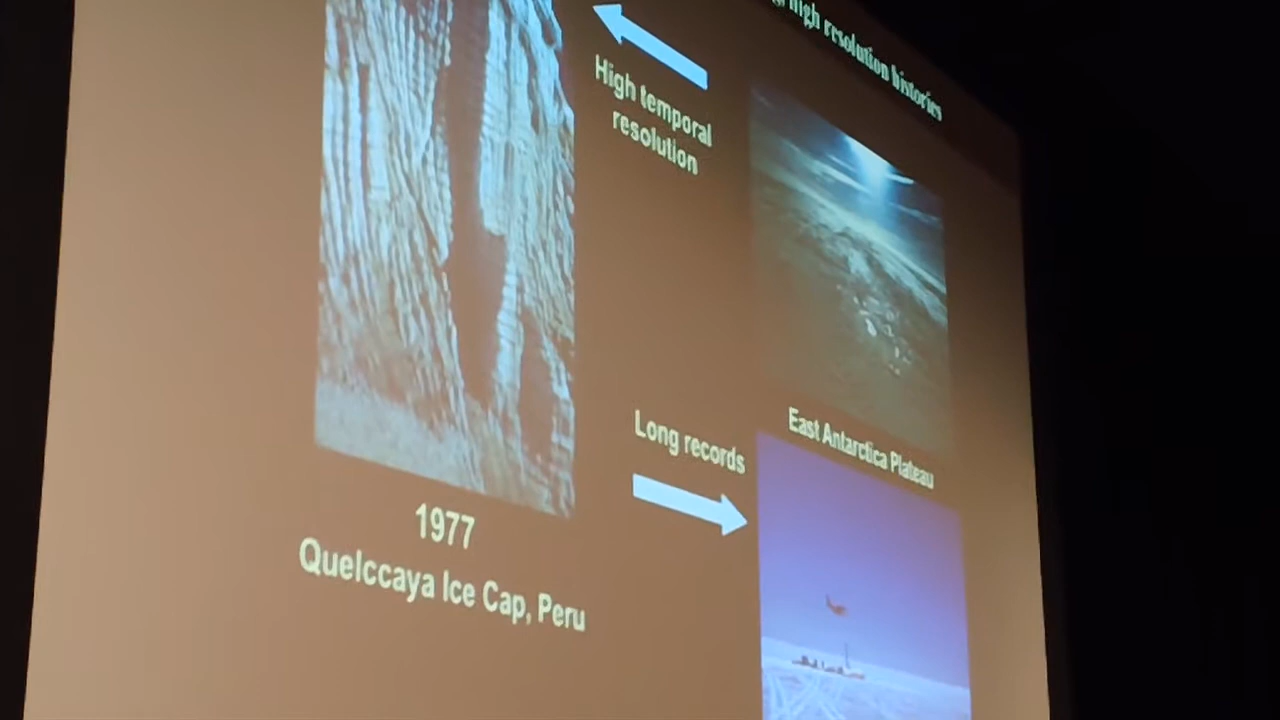 high resolution histories
High temporal
resolution
East Antarctica Plateau
Long records
1977
Quelccaya Ice Cap, Peru